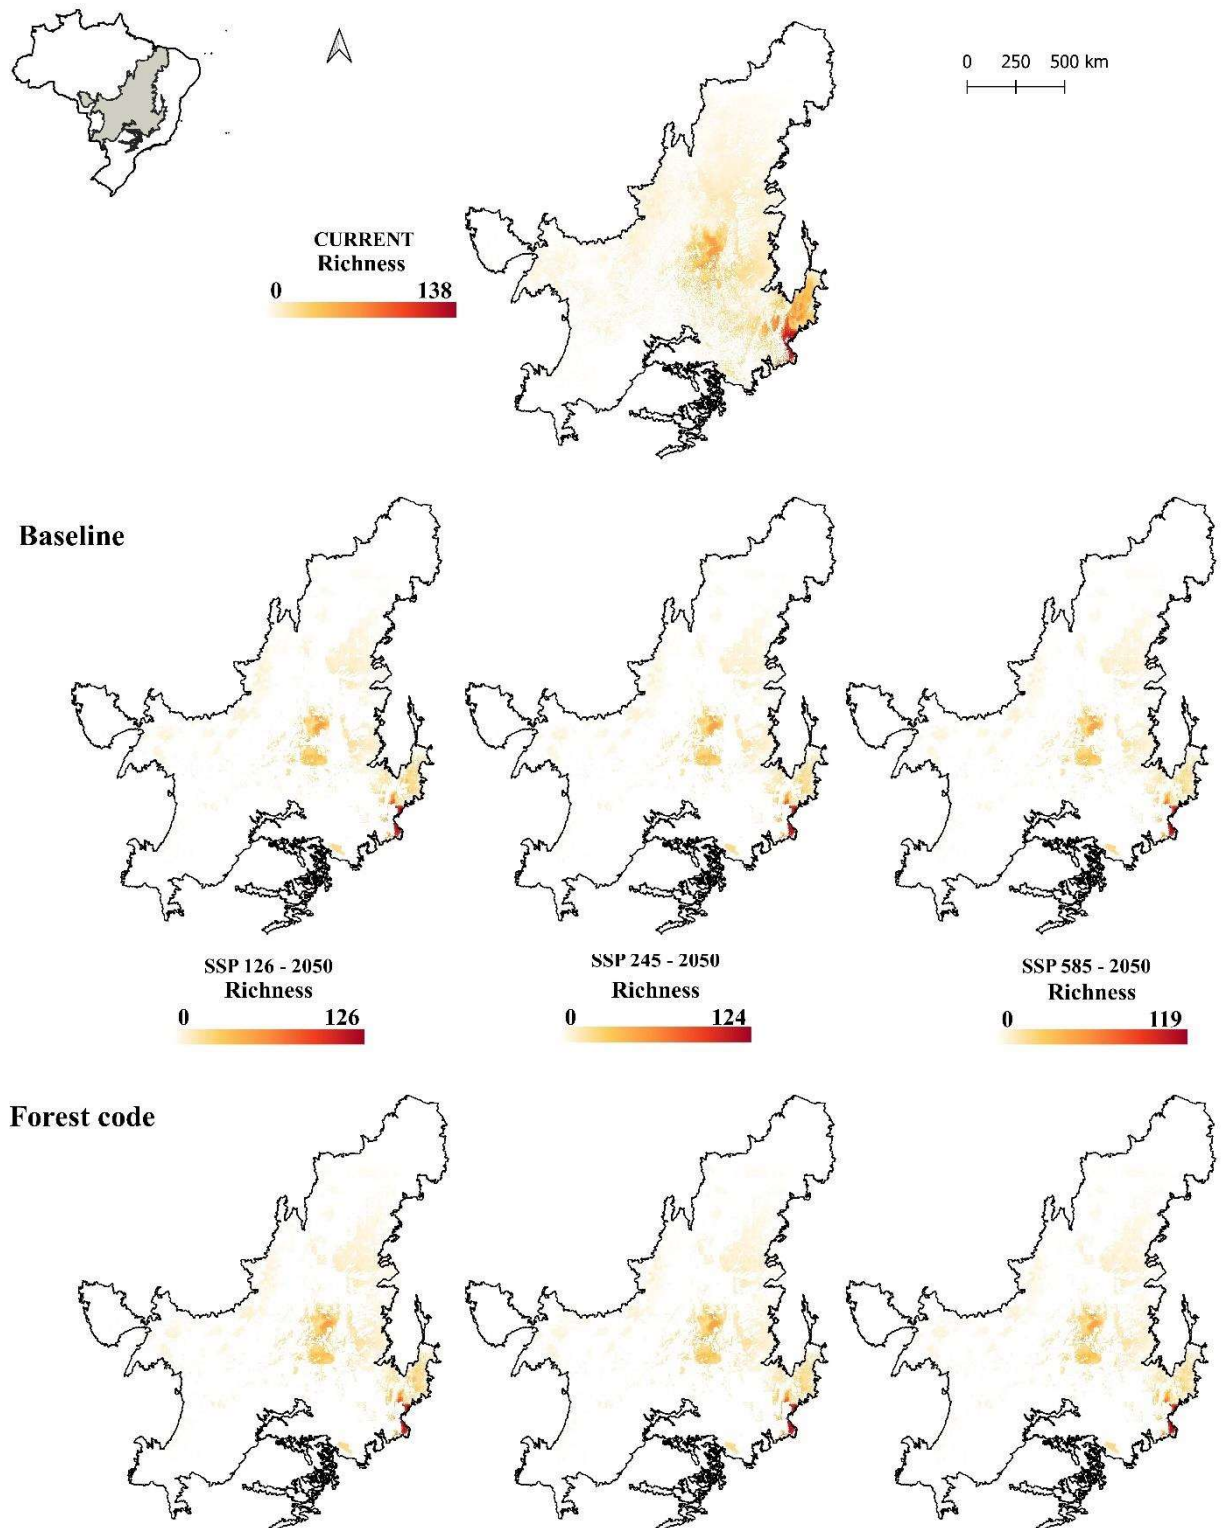 0 250 500 km
CURRENT
Richness
0 138
Baseline
SSP 126 - 2050
Richness
0 126
SSP 245 - 2050
Richness
0 124
SSP 585 - 2050
Richness
0 119
Forest code